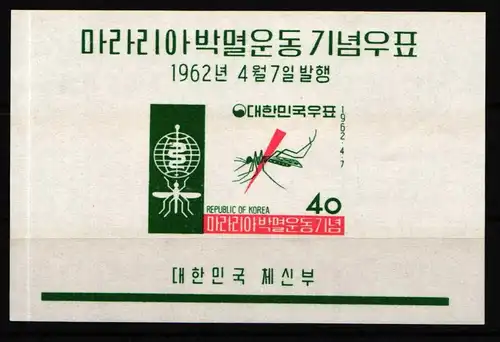 마라리아박멸운동기념우표
1962년 4월7일발행
대한민국우표
1962·4·7
40
REPUBLIC OF KOREA
마라리아박멸운동기념
대한민국 체신부